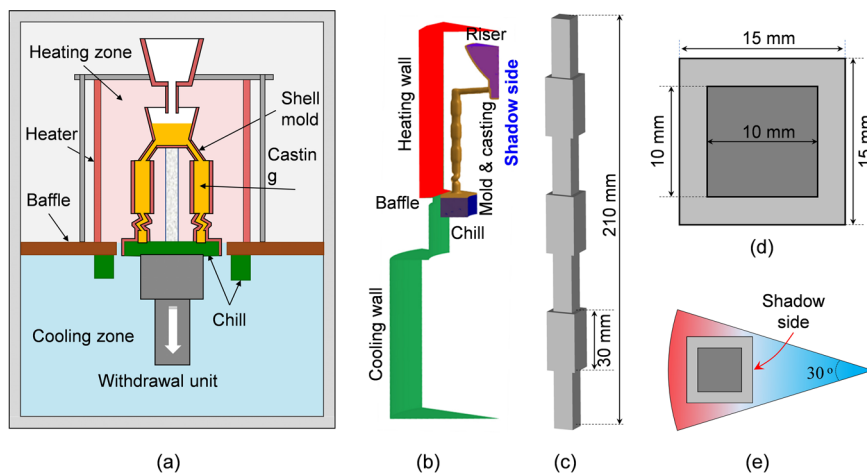 Heating zone
Heater
Baffle
Shell
mold
Castin
g
Chill
Cooling zone
Withdrawal unit
(a)
Riser
Heating wall
Shadow side
Mold & casting
Baffle
Chill
Cooling wall
(b)
210 mm
30 mm
(c)
15 mm
10 mm
10 mm
15 mm
(d)
Shadow
side
30 º
(e)